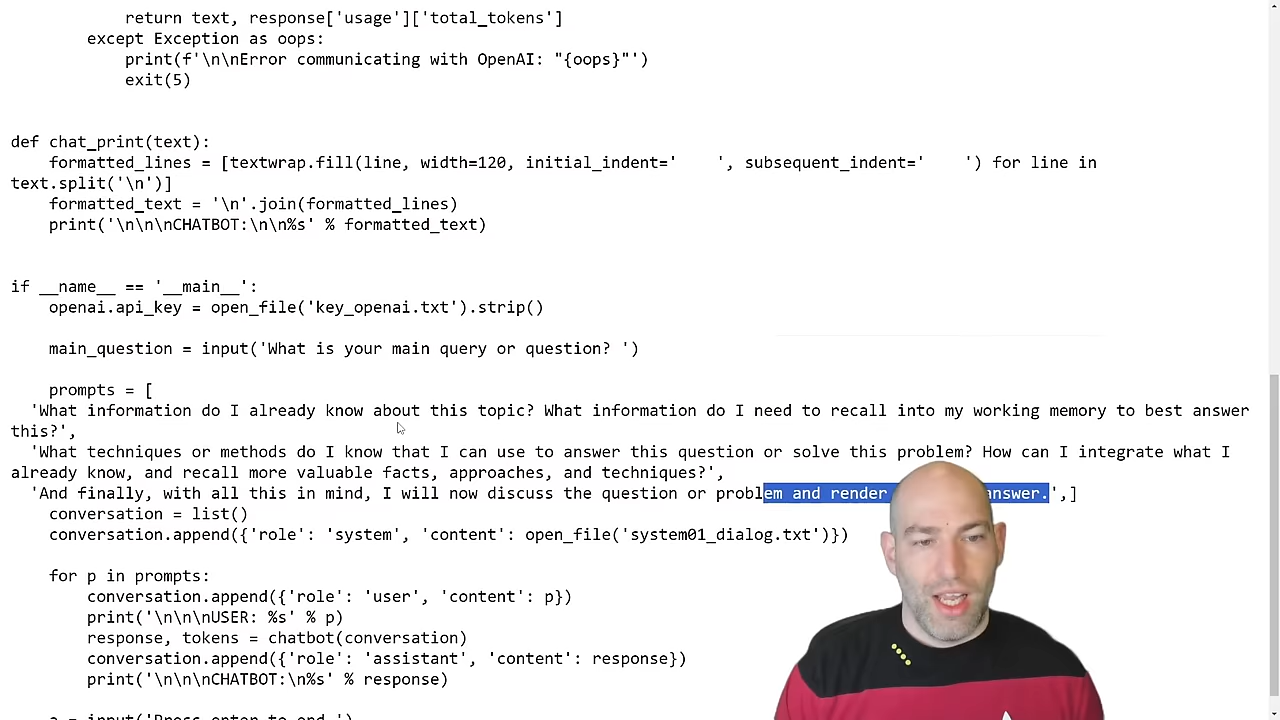 return text, response['usage']['total_tokens']
except Exception as oops:
print(f'\n\nError communicating with OpenAI: "{oops}"')
exit(5)
def chat_print(text):
formatted_lines = [textwrap.fill(line, width=120, initial_indent='    ', subsequent_indent='    ') for line in
text.split('\n')]
formatted_text = '\n'.join(formatted_lines)
print('\n\n\nCHATBOT:\n\n%s' % formatted_text)
if __name__ == '__main__':
openai.api_key = open_file('key_openai.txt').strip()
main_question = input('What is your main query or question? ')
prompts = [
'What information do I already know about this topic? What information do I need to recall into my working memory to best answer
this?',
'What techniques or methods do I know that I can use to answer this question or solve this problem? How can I integrate what I
already know, and recall more valuable facts, approaches, and techniques?',
'And finally, with all this in mind, I will now discuss the question or problem and render answer.',]
conversation = list()
conversation.append({'role': 'system', 'content': open_file('system01_dialog.txt')})
for p in prompts:
conversation.append({'role': 'user', 'content': p})
print('\n\n\nUSER: %s' % p)
response, tokens = chatbot(conversation)
conversation.append({'role': 'assistant', 'content': response})
print('\n\n\nCHATBOT:\n%s' % response)
a = input('Press enter to end.')